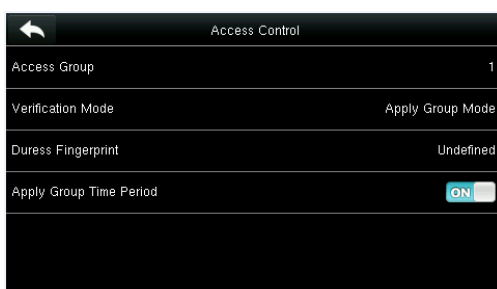 Access Control
Access Group 1
Verification Mode Apply Group Mode
Duress Fingerprint Undefined
Apply Group Time Period ON